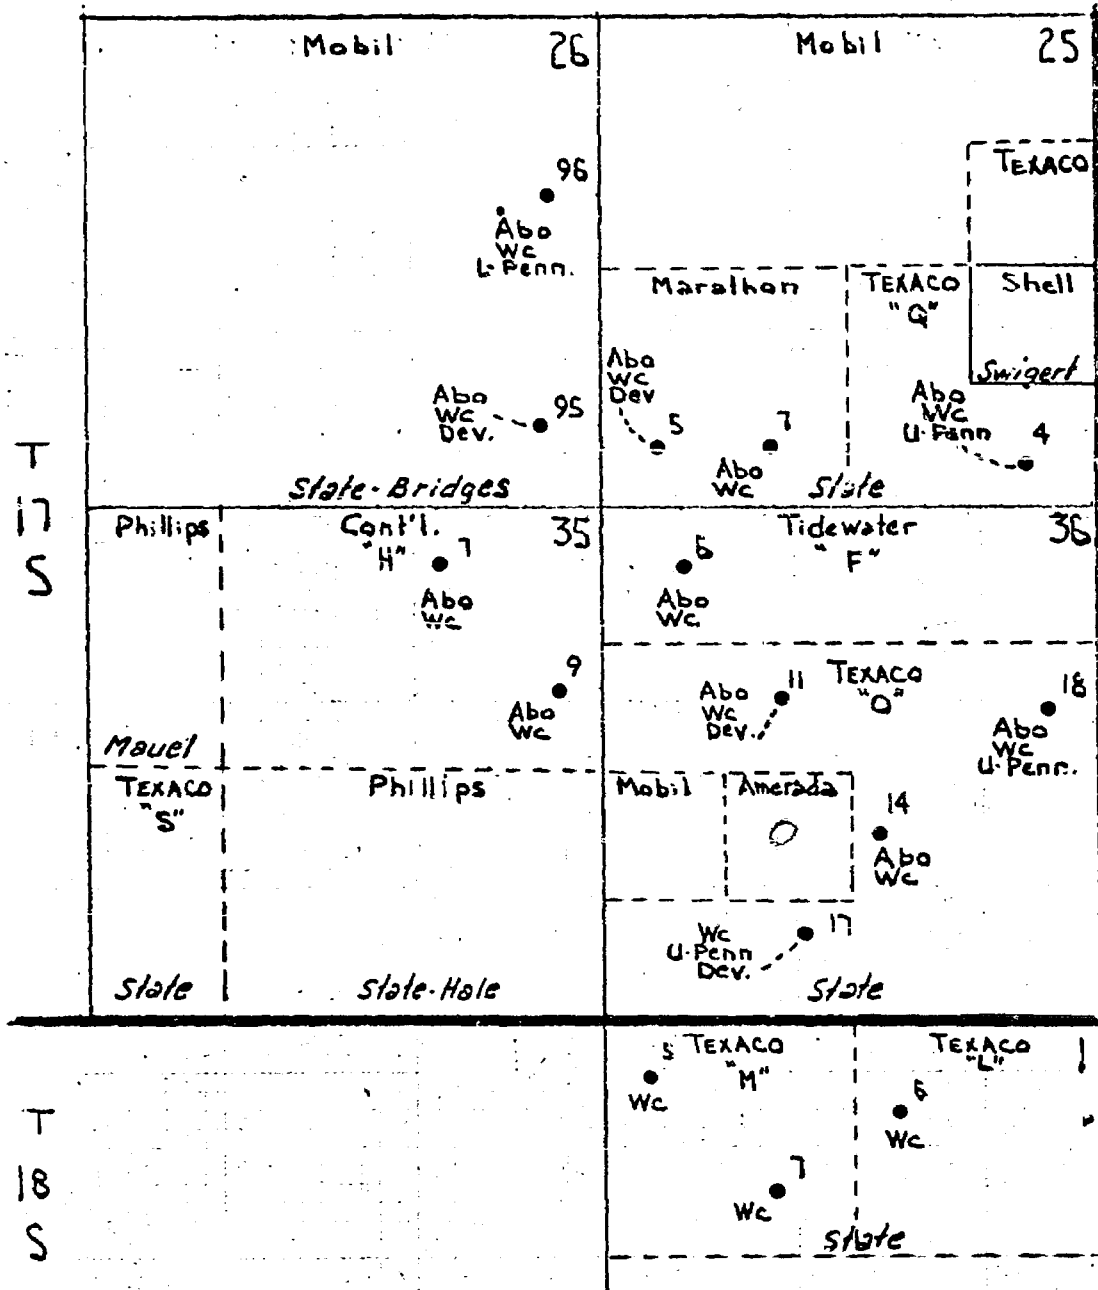 Mobil 26
96
Abo
Wc
L-Penn.
Abo
Wc
Dev.
95
State-Bridges
Mobil 25
TEXACO
Marathon
TEXACO
"Q"
Shell
Swigert
Abo
Wc
Dev
5
7
Abo
Wc
Abo
Wc
4
State
T
17
S
Phillips
Mauel
Cont'l.
"H"
35
7
Abo
Wc
9
Abo
Wc
TEXACO
"S"
State
Phillips
State-Hale
Tidewater
"F"
36
Abo
Wc
TEXACO
"O"
11
Abo
Wc
Dev.
18
Abo
Wc
U-Penn.
Mobil
Amerada
14
Abo
Wc
17
Wc
U-Penn
Dev.
State
T
18
S
TEXACO
"M"
5
Wc
7
Wc
TEXACO
"L"
1
Wc
State